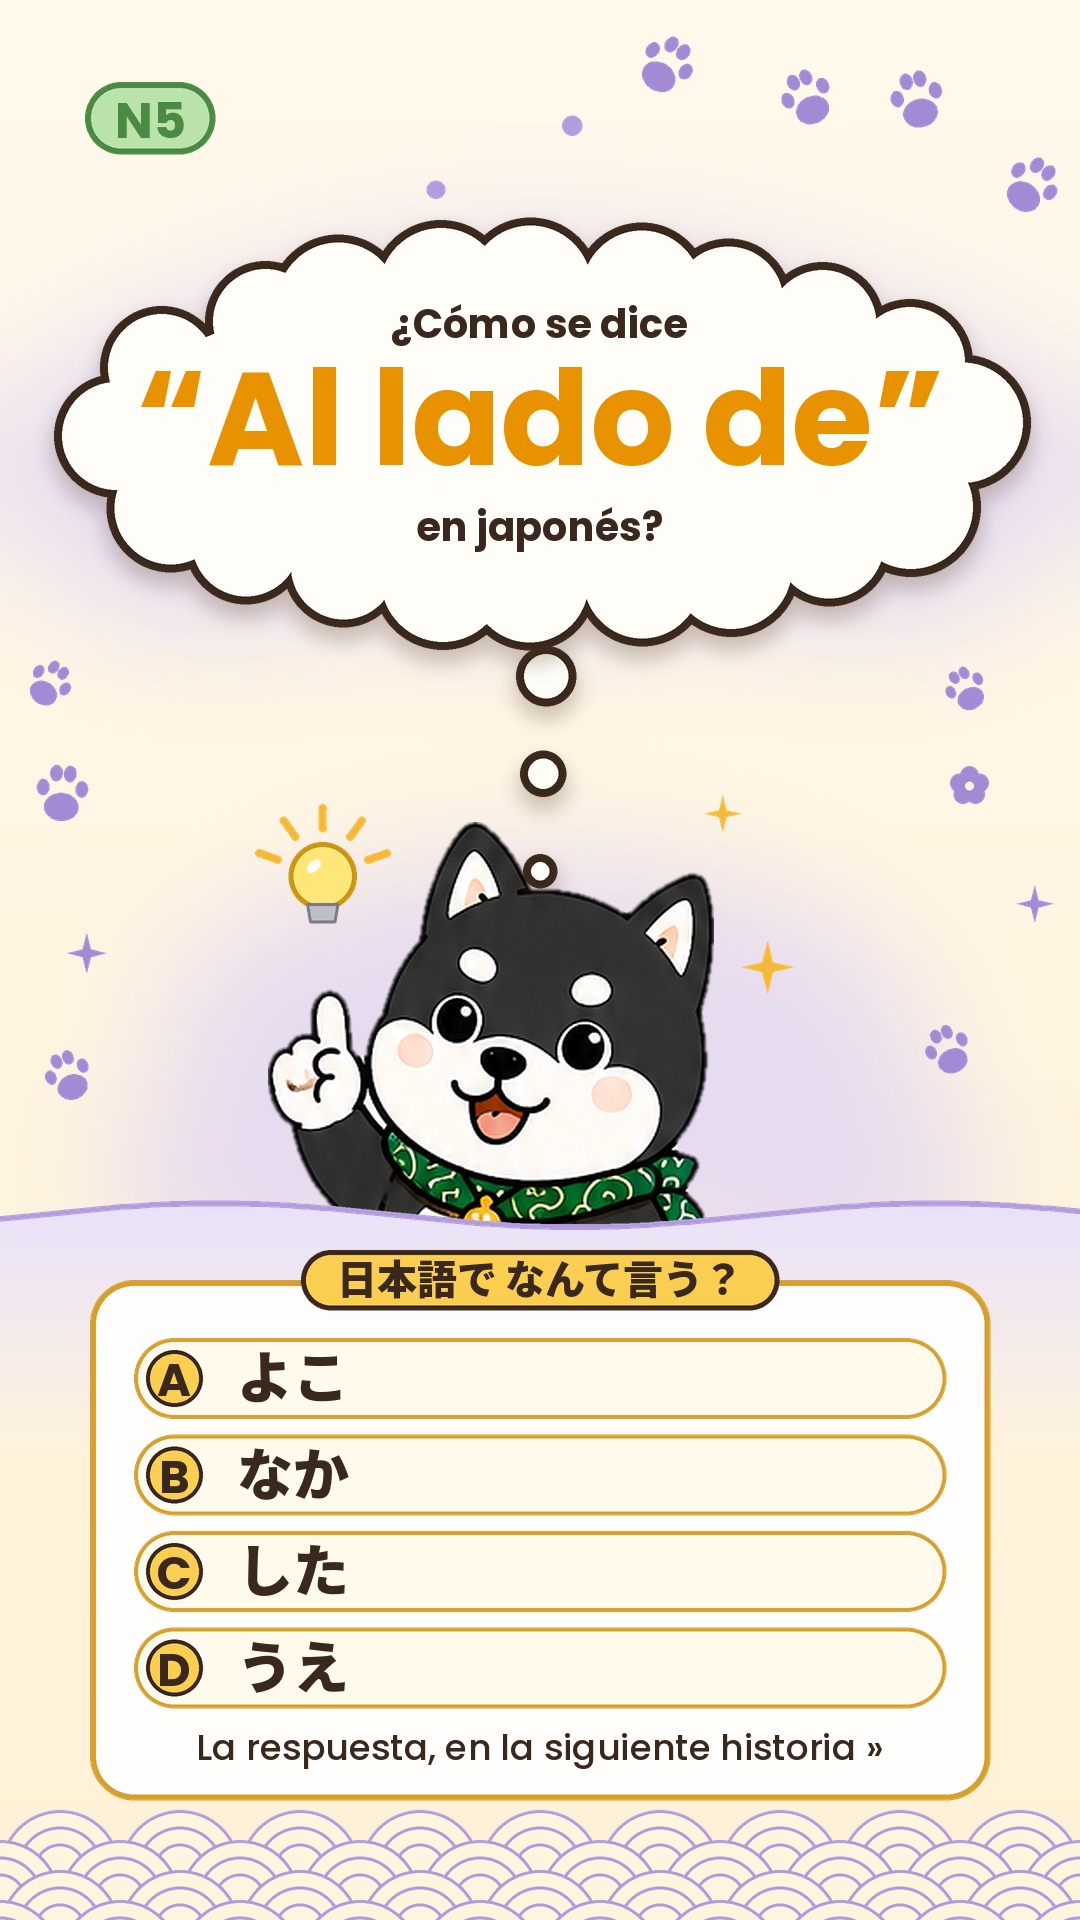 N5
¿Cómo se dice
“Al lado de”
en japonés?
日本語で なんて言う？
A よこ
B なか
C した
D うえ
La respuesta, en la siguiente historia »